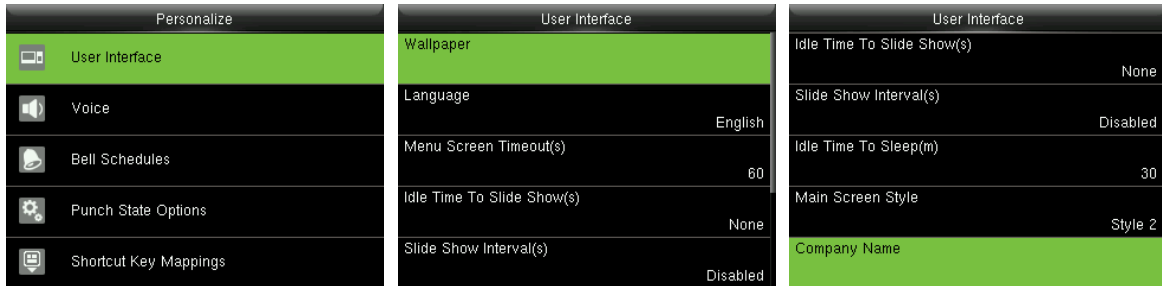 Personalize
User Interface
Voice
Bell Schedules
Punch State Options
Shortcut Key Mappings
User Interface
Wallpaper
Language
English
Menu Screen Timeout(s)
60
Idle Time To Slide Show(s)
None
Slide Show Interval(s)
Disabled
User Interface
Idle Time To Slide Show(s)
None
Slide Show Interval(s)
Disabled
Idle Time To Sleep(m)
30
Main Screen Style
Style 2
Company Name